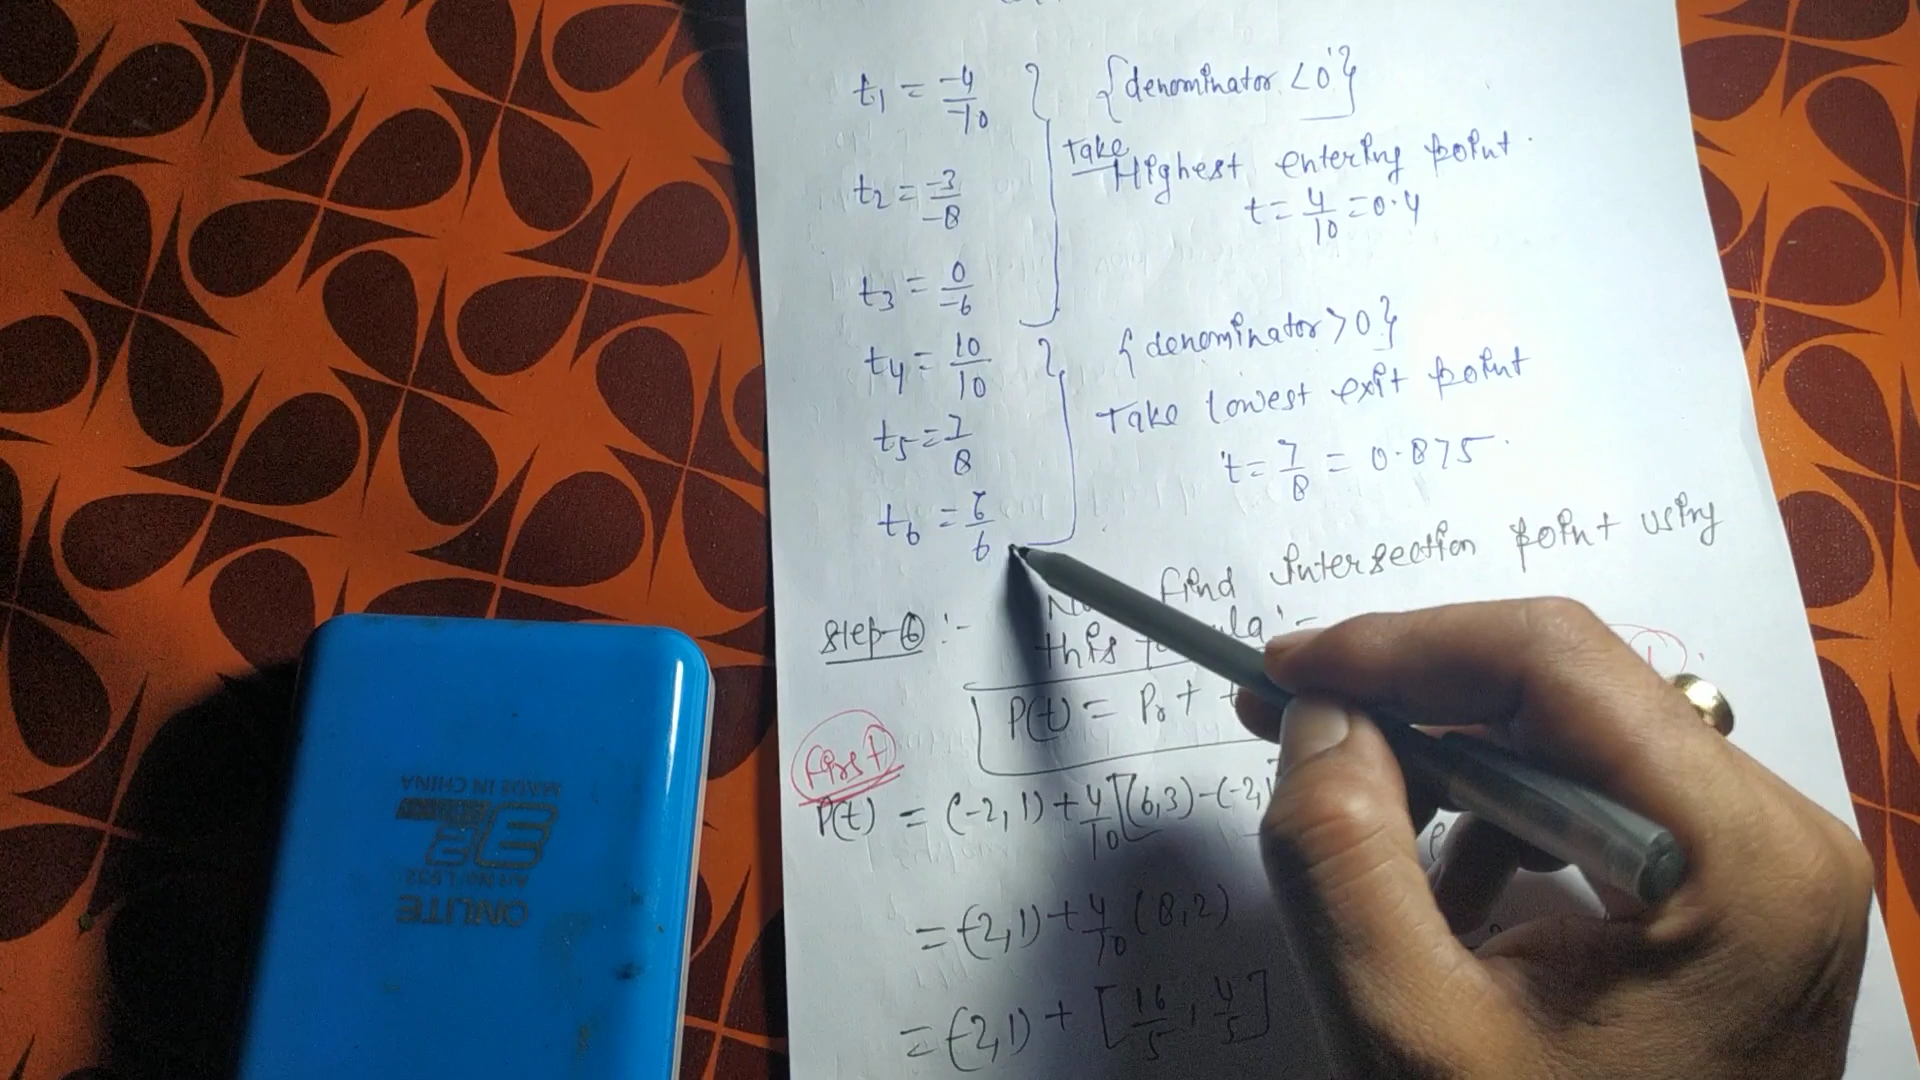 t1 = -4/-10 } {denominator < 0}
Take Highest entering point.
t2 = -3/-8
t = 4/10 = 0.4
t3 = 0/-6
t4 = 10/10 } {denominator > 0}
Take lowest exit point
t5 = 7/8
t = 7/8 = 0.875.
t6 = 6/6
Step-6 :- find intersection point using
this
P(t) = P0 +
First
P(t) = (-2, 1) + 4/10 [(6,3) - (-2,1
= (-2,1) + 4/10 (8,2)
= (-2,1) + [16/5, 4/5]
MADE IN CHINA
ONLITE